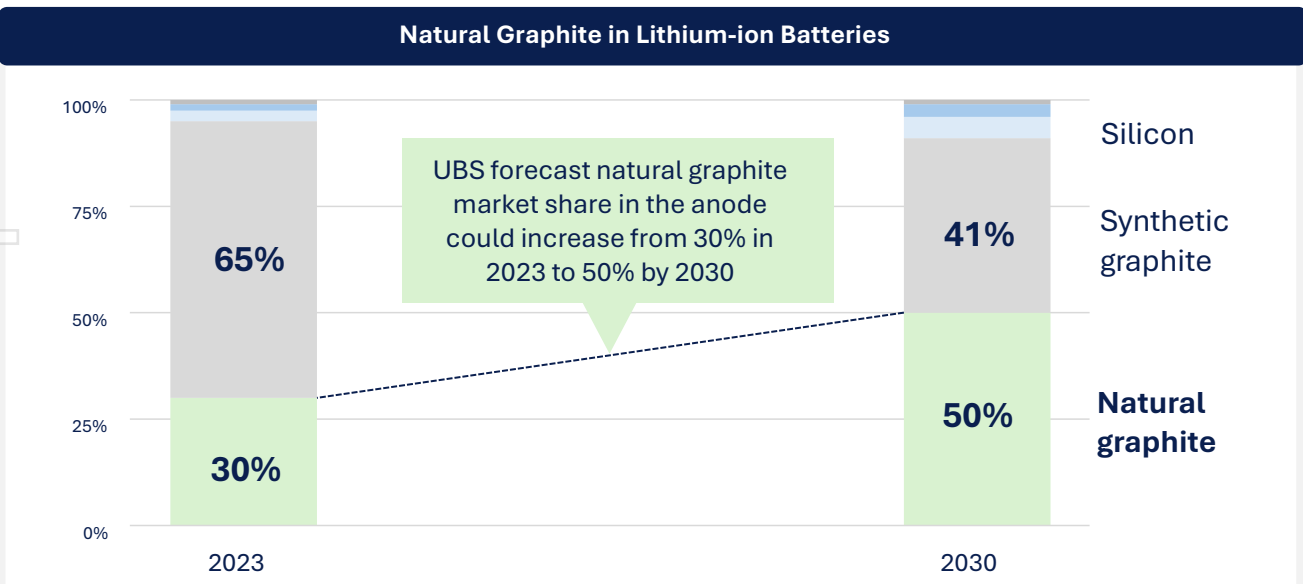 Natural Graphite in Lithium-ion Batteries
100%
75%
50%
25%
0%
65%
30%
2023
UBS forecast natural graphite
market share in the anode
could increase from 30% in
2023 to 50% by 2030
41%
50%
2030
Silicon
Synthetic
graphite
Natural
graphite